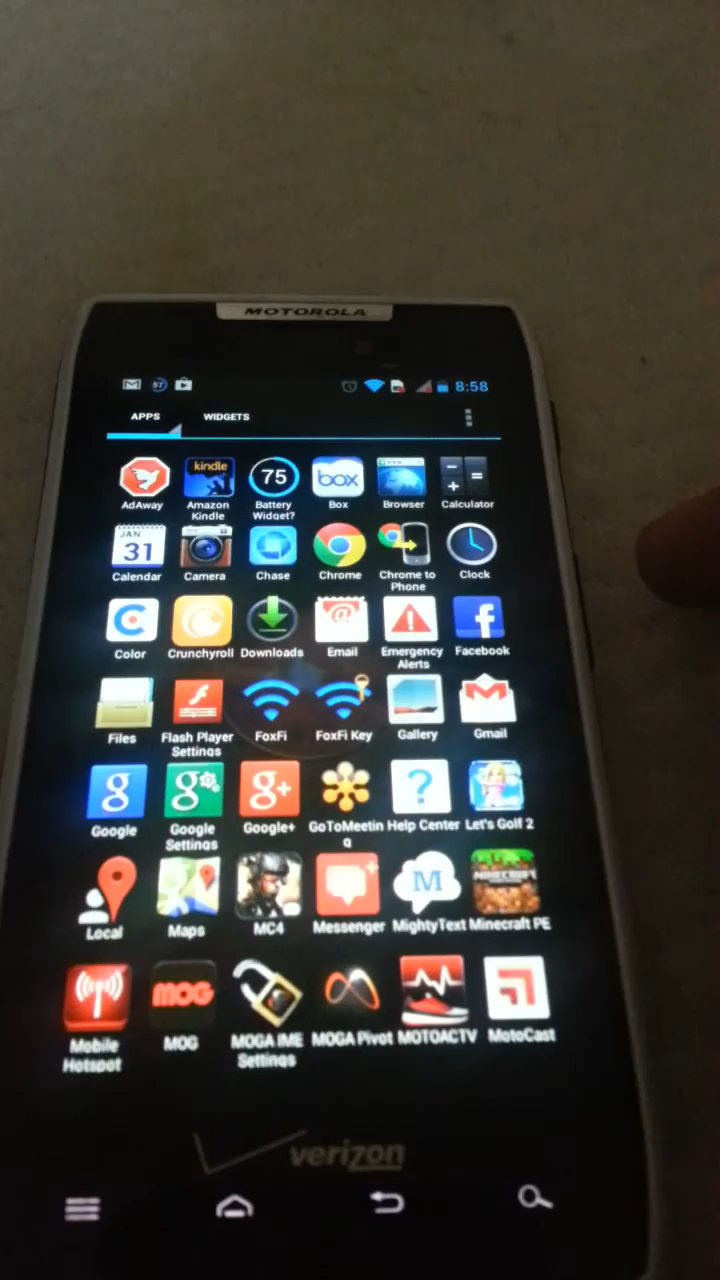 MOTOROLA
57
8:58
APPS WIDGETS
kindle
75
box
AdAway Amazon Kindle Battery Widget? Box Browser Calculator
JAN
31
Calendar Camera Chase Chrome Chrome to Phone Clock
Color Crunchyroll Downloads Email Emergency Alerts Facebook
Files Flash Player Settings FoxFi FoxFi Key Gallery Gmail
Google Google Settings Google+ GoToMeeting Help Center Let's Golf 2
M
MINECRAFT
Local Maps MC4 Messenger MightyText Minecraft PE
MOG
Mobile Hotspot MOG MOGA IME Settings MOGA Pivot MOTOACTV MotoCast
verizon